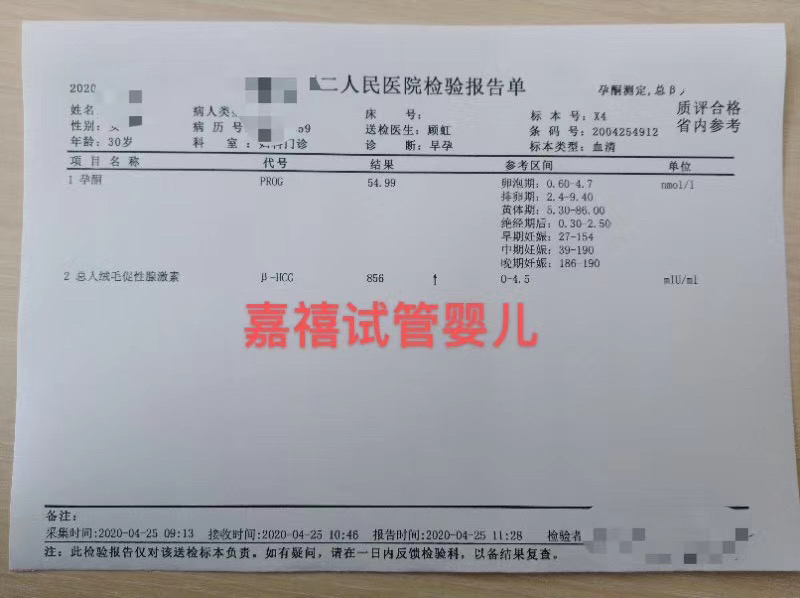 2020
二人民医院检验报告单
孕酮测定,总β
质评合格
省内参考
姓名
病人类
床 号:
标 本 号: X4
性别:
病 历 号
59
送检医生: 顾虹
条 码 号: 2004254912
年龄: 30岁
科 室
门诊
诊 断: 早孕
标本类型: 血清
项 目 名 称 代号 结果 参考区间 单位
1 孕酮 PROG 54.99 卵泡期: 0.60-4.7 nmol/l
排卵期: 2.4-9.40
黄体期: 5.30-86.00
绝经期后: 0.30-2.50
早期妊娠: 27-154
中期妊娠: 39-190
晚期妊娠: 186-190
2 总人绒毛促性腺激素 β-HCG 856 ↑ 0-4.5 mIU/ml
嘉禧试管婴儿
备注:
采集时间:2020-04-25 09:13 接收时间:2020-04-25 10:46 报告时间:2020-04-25 11:28 检验者
注: 此检验报告仅对该送检标本负责。如有疑问, 请在一日内反馈检验科, 以备结果复查。